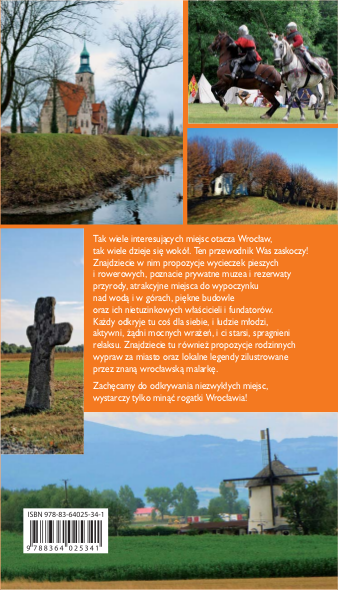 Tak wiele interesujących miejsc otacza Wrocław,
tak wiele dzieje się wokół. Ten przewodnik Was zaskoczy!
Znajdziecie w nim propozycje wycieczek pieszych
i rowerowych, poznacie prywatne muzea i rezerwaty
przyrody, atrakcyjne miejsca do wypoczynku
nad wodą i w górach, piękne budowle
oraz ich nietuzinkowych właścicieli i fundatorów.
Każdy odkryje tu coś dla siebie, i ludzie młodzi,
aktywni, żądni mocnych wrażeń, i ci starsi, spragnieni
relaksu. Znajdziecie tu również propozycje rodzinnych
wypraw za miasto oraz lokalne legendy zilustrowane
przez znaną wrocławską malarkę.
Zachęcamy do odkrywania niezwykłych miejsc,
wystarczy tylko minąć rogatki Wrocławia!
ISBN 978-83-64025-34-1
9 788364 025341